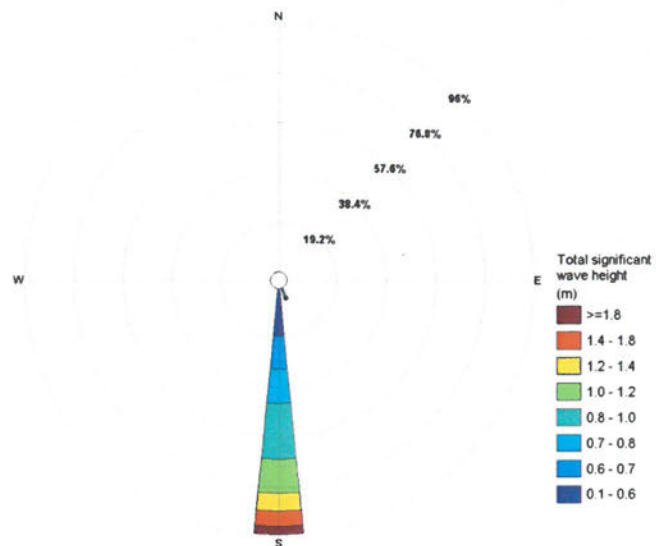 N
96%
76.8%
57.6%
38.4%
19.2%
W
E
Total significant
wave height
(m)
>=1.8
1.4 - 1.8
1.2 - 1.4
1.0 - 1.2
0.8 - 1.0
0.7 - 0.8
0.6 - 0.7
0.1 - 0.6
S